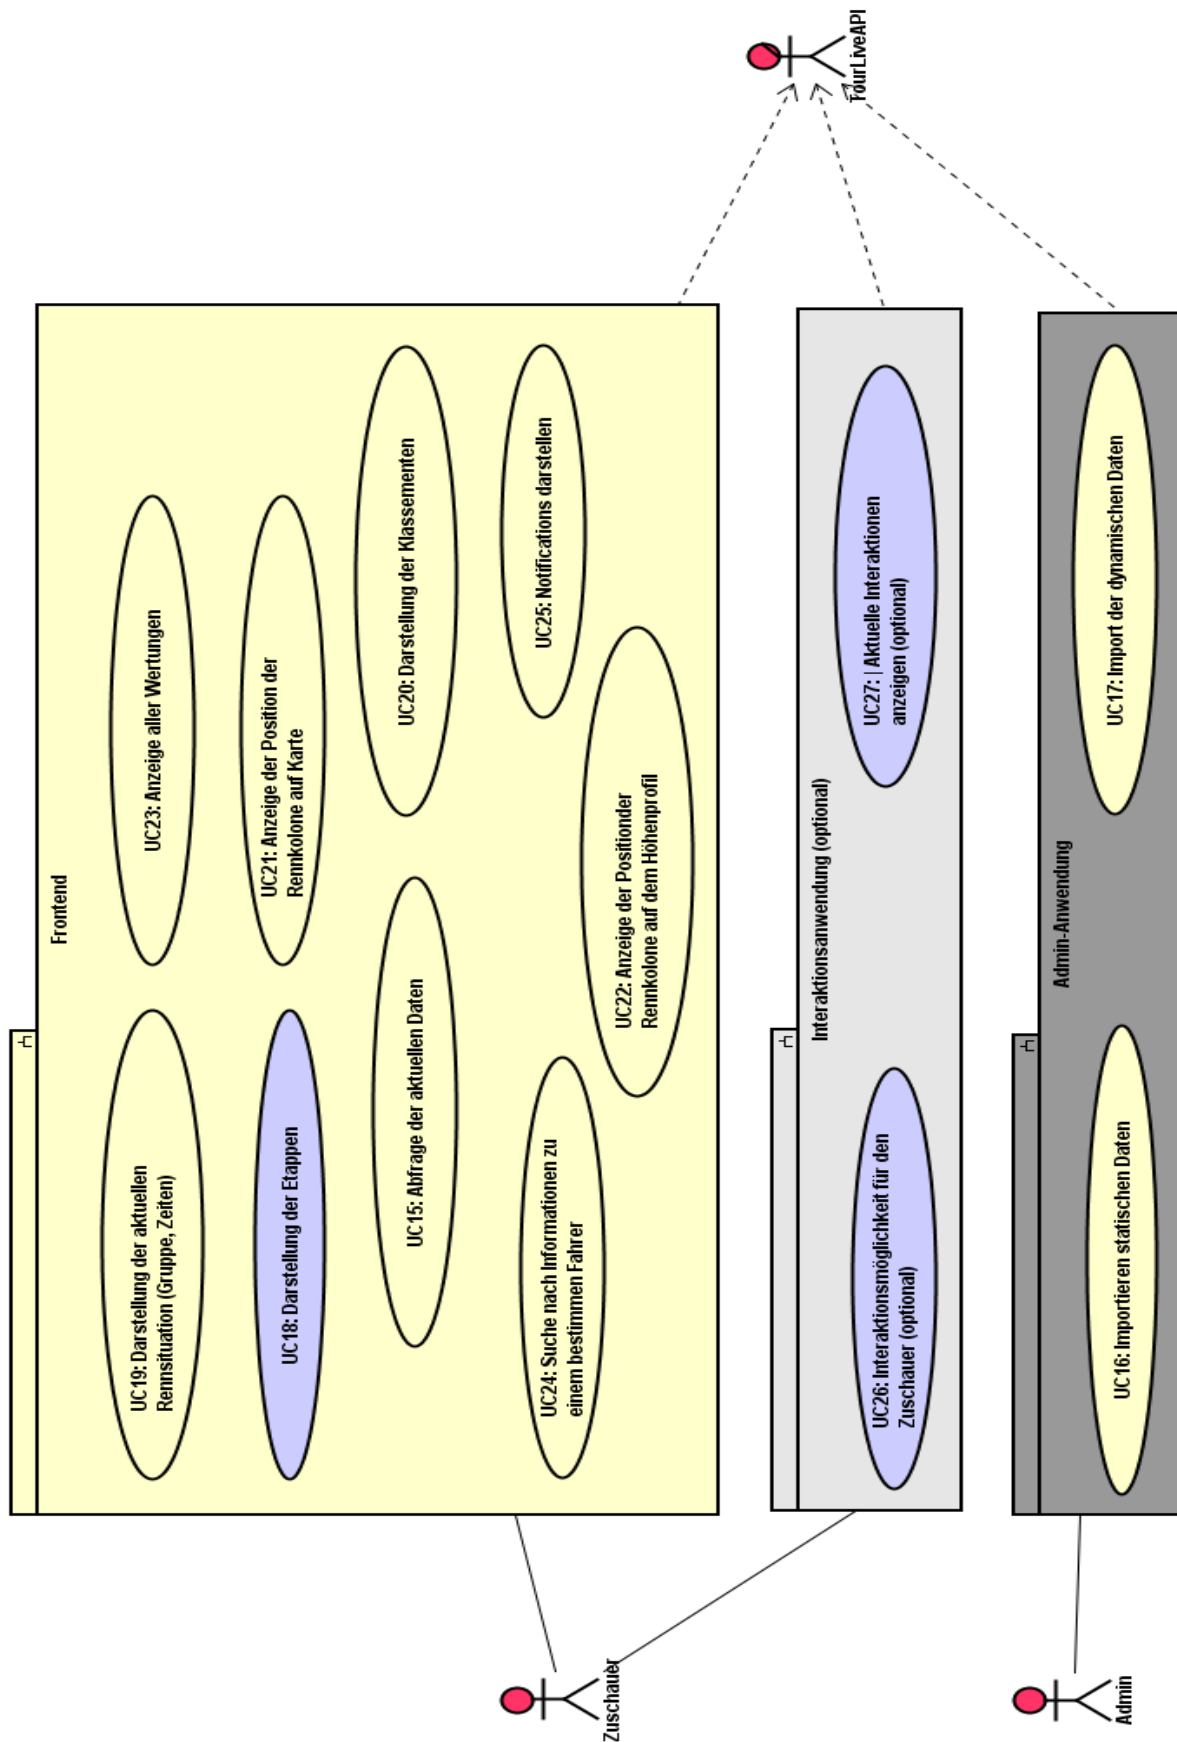 Frontend
UC19: Darstellung der aktuellen
Rennsituation (Gruppe, Zeiten)
UC23: Anzeige aller Wertungen
UC18: Darstellung der Etappen
UC21: Anzeige der Position der
Rennkolone auf Karte
UC15: Abfrage der aktuellen Daten
UC20: Darstellung der Klassementen
UC24: Suche nach Informationen zu
einem bestimmen Fahrer
UC25: Notifications darstellen
UC22: Anzeige der Positionder
Rennkolone auf dem Höhenprofil
Zuschauer
TourLiveAPI
Interaktionsanwendung (optional)
UC26: Interaktionsmöglichkeit für den
Zuschauer (optional)
UC27: | Aktuelle Interaktionen
anzeigen (optional)
Admin-Anwendung
UC16: Importieren statischen Daten
UC17: Import der dynamischen Daten
Admin